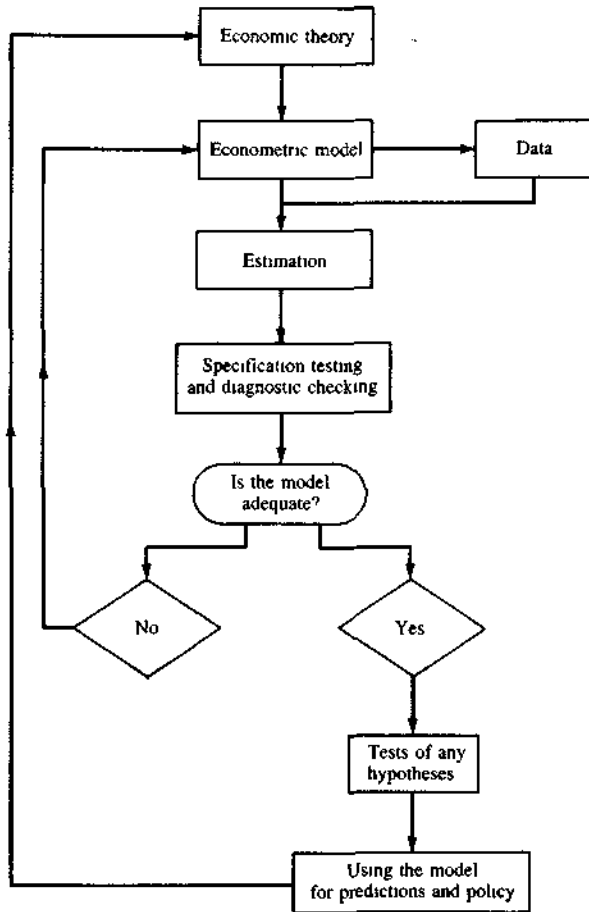 Economic theory
Econometric model
Data
Estimation
Specification testing
and diagnostic checking
Is the model
adequate?
No
Yes
Tests of any
hypotheses
Using the model
for predictions and policy